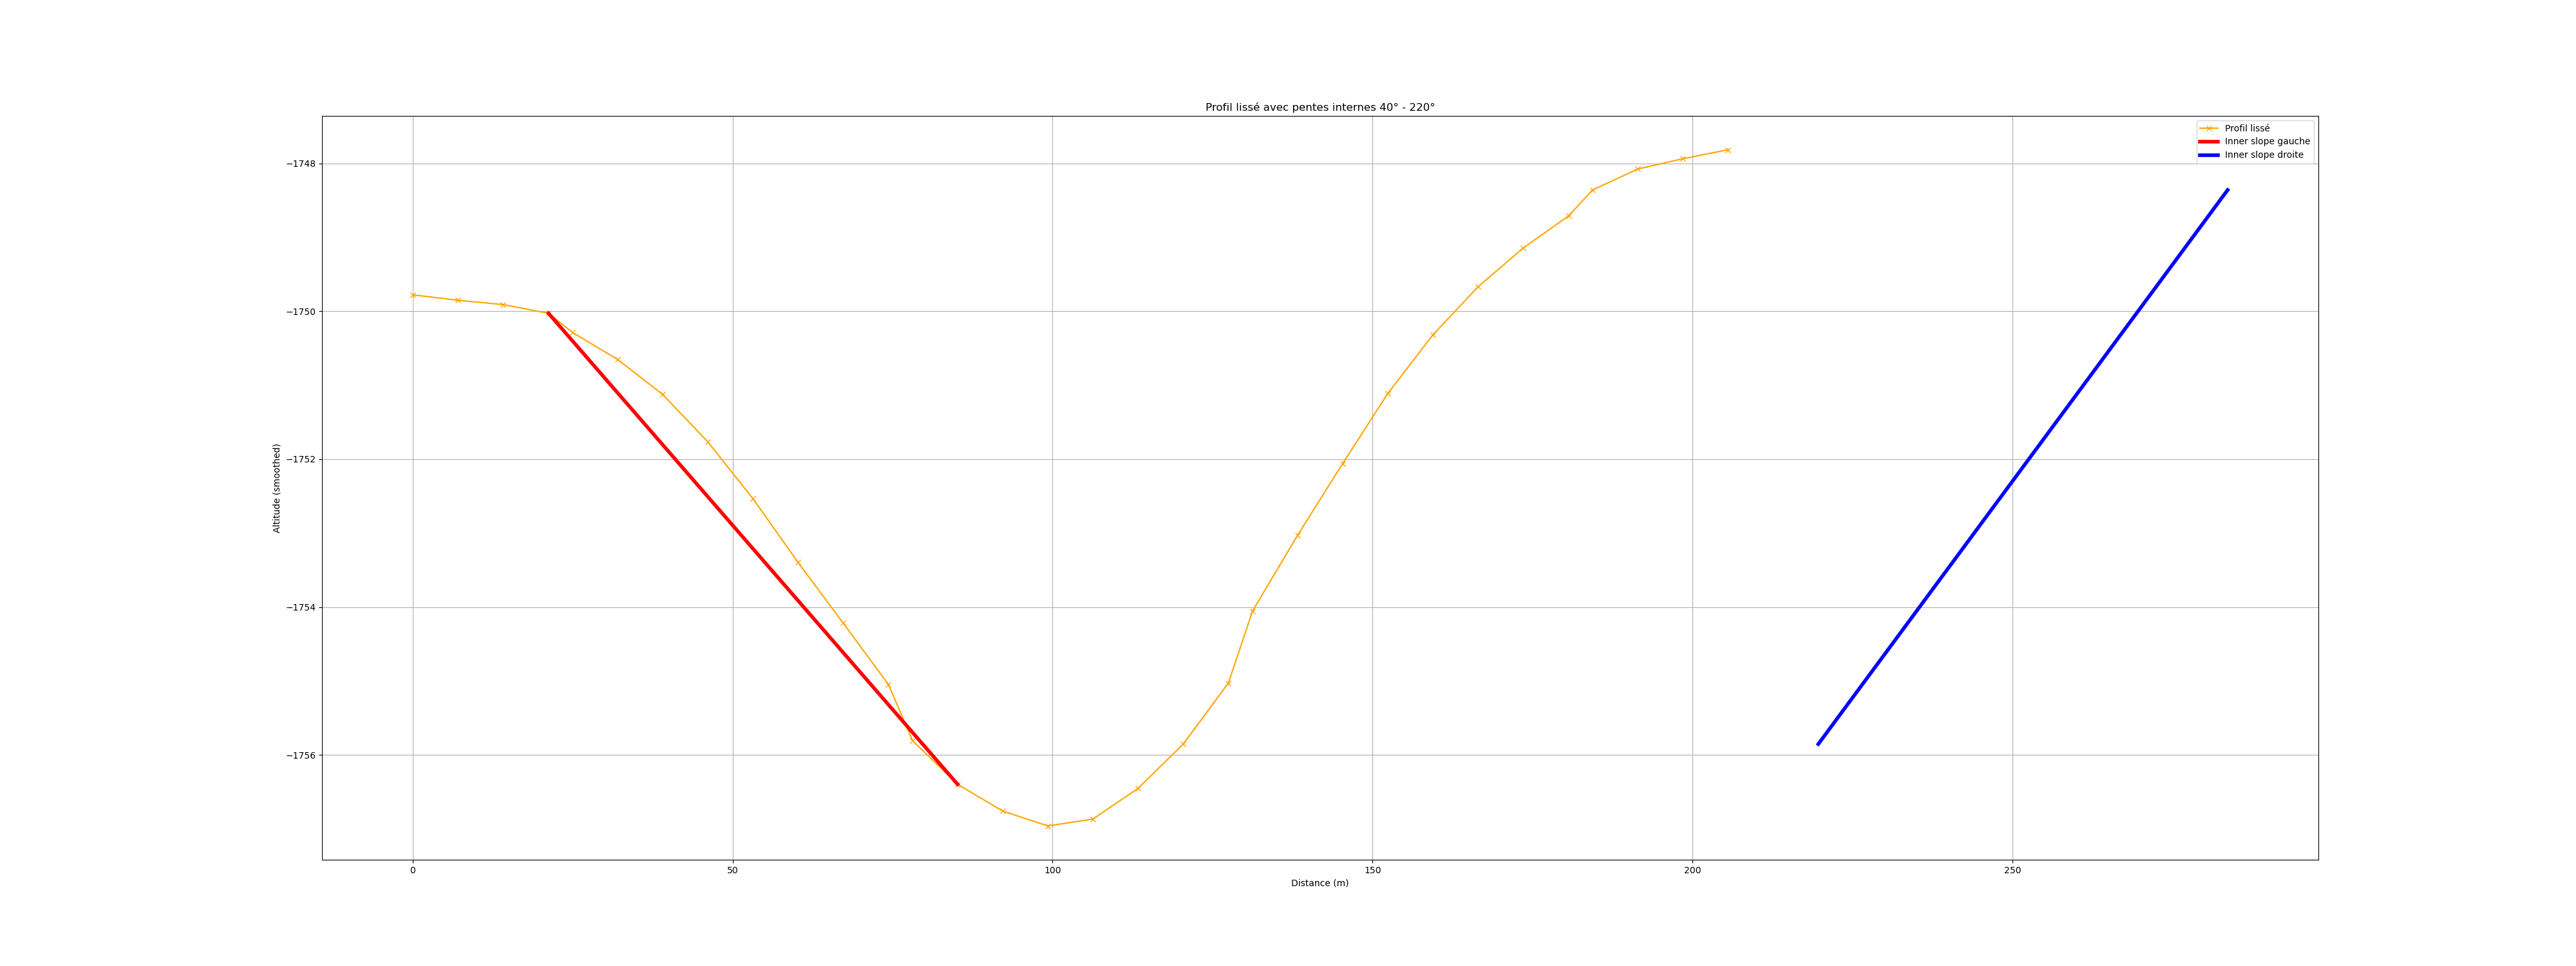 Profil lissé avec pentes internes 40° - 220°
Profil lissé
Inner slope gauche
Inner slope droite
−1748
−1750
−1752
−1754
−1756
Altitude (smoothed)
0
50
100
150
200
250
Distance (m)